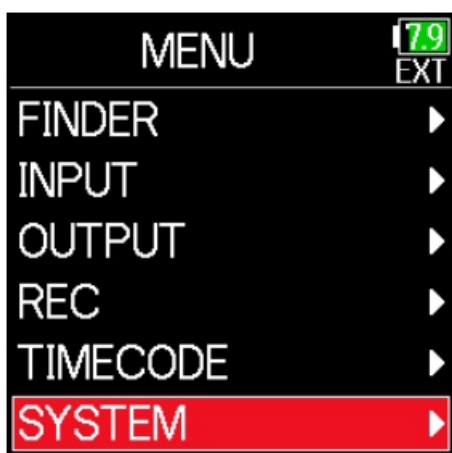 MENU
7.9
EXT
FINDER
INPUT
OUTPUT
REC
TIMECODE
SYSTEM